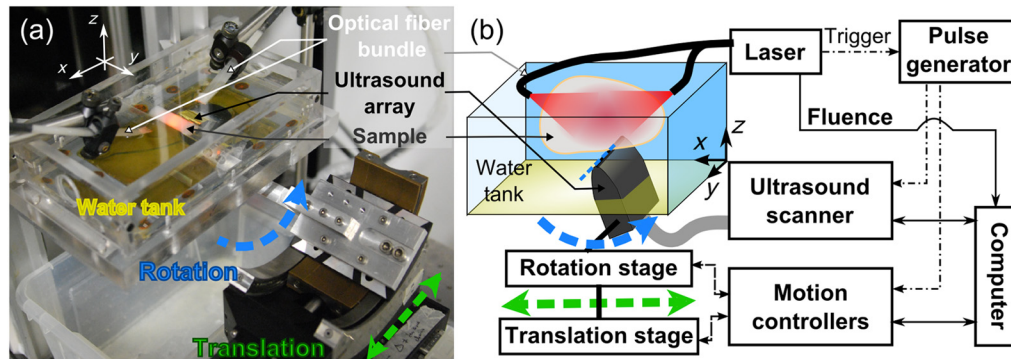 (a)
z
x
y
Optical fiber
bundle
Ultrasound
array
Sample
Water tank
Rotation
Translation
(b)
Laser
Trigger
Pulse
generator
Fluence
Water
tank
z
x
y
Ultrasound
scanner
Computer
Rotation stage
Translation stage
Motion
controllers